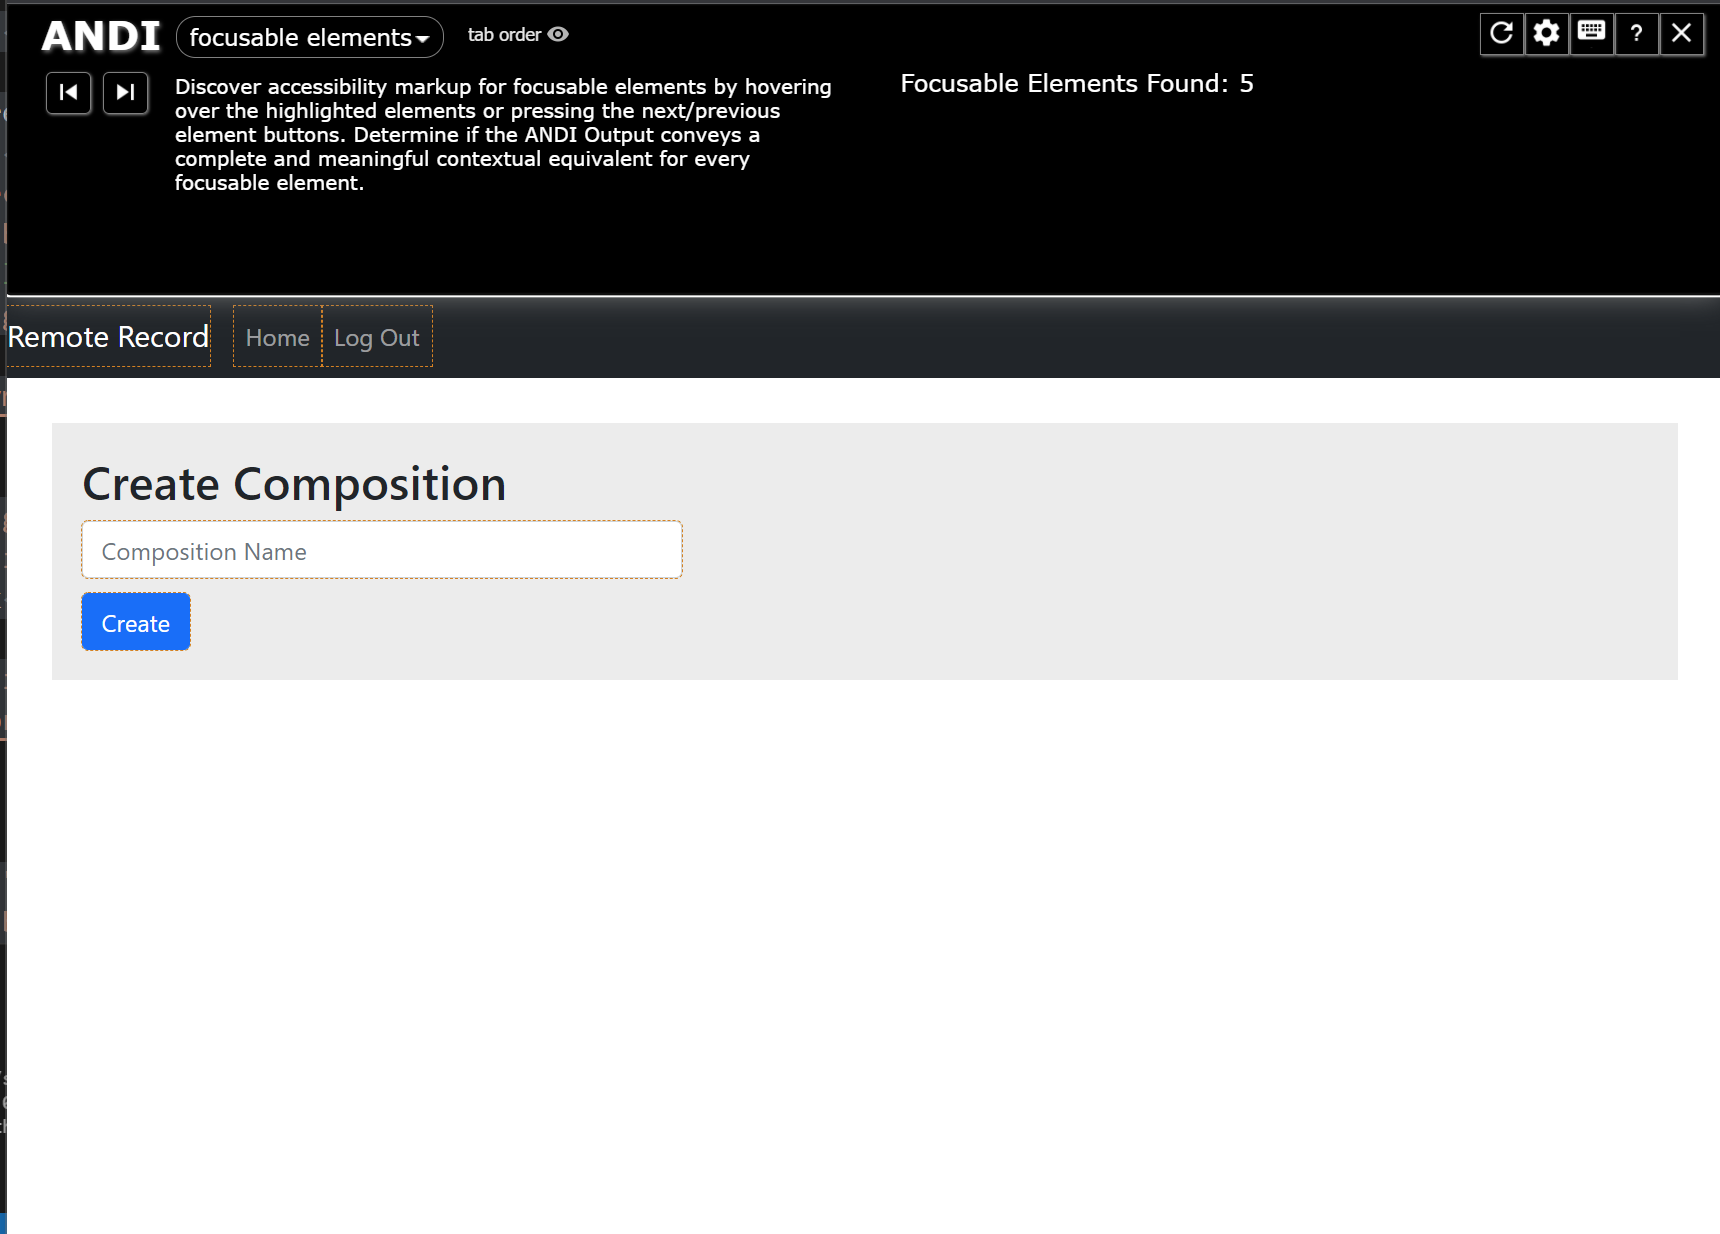 ANDI focusable elements tab order ?
Discover accessibility markup for focusable elements by hovering
over the highlighted elements or pressing the next/previous
element buttons. Determine if the ANDI Output conveys a
complete and meaningful contextual equivalent for every
focusable element.
Focusable Elements Found: 5
Remote Record Home Log Out
Create Composition
Composition Name
Create